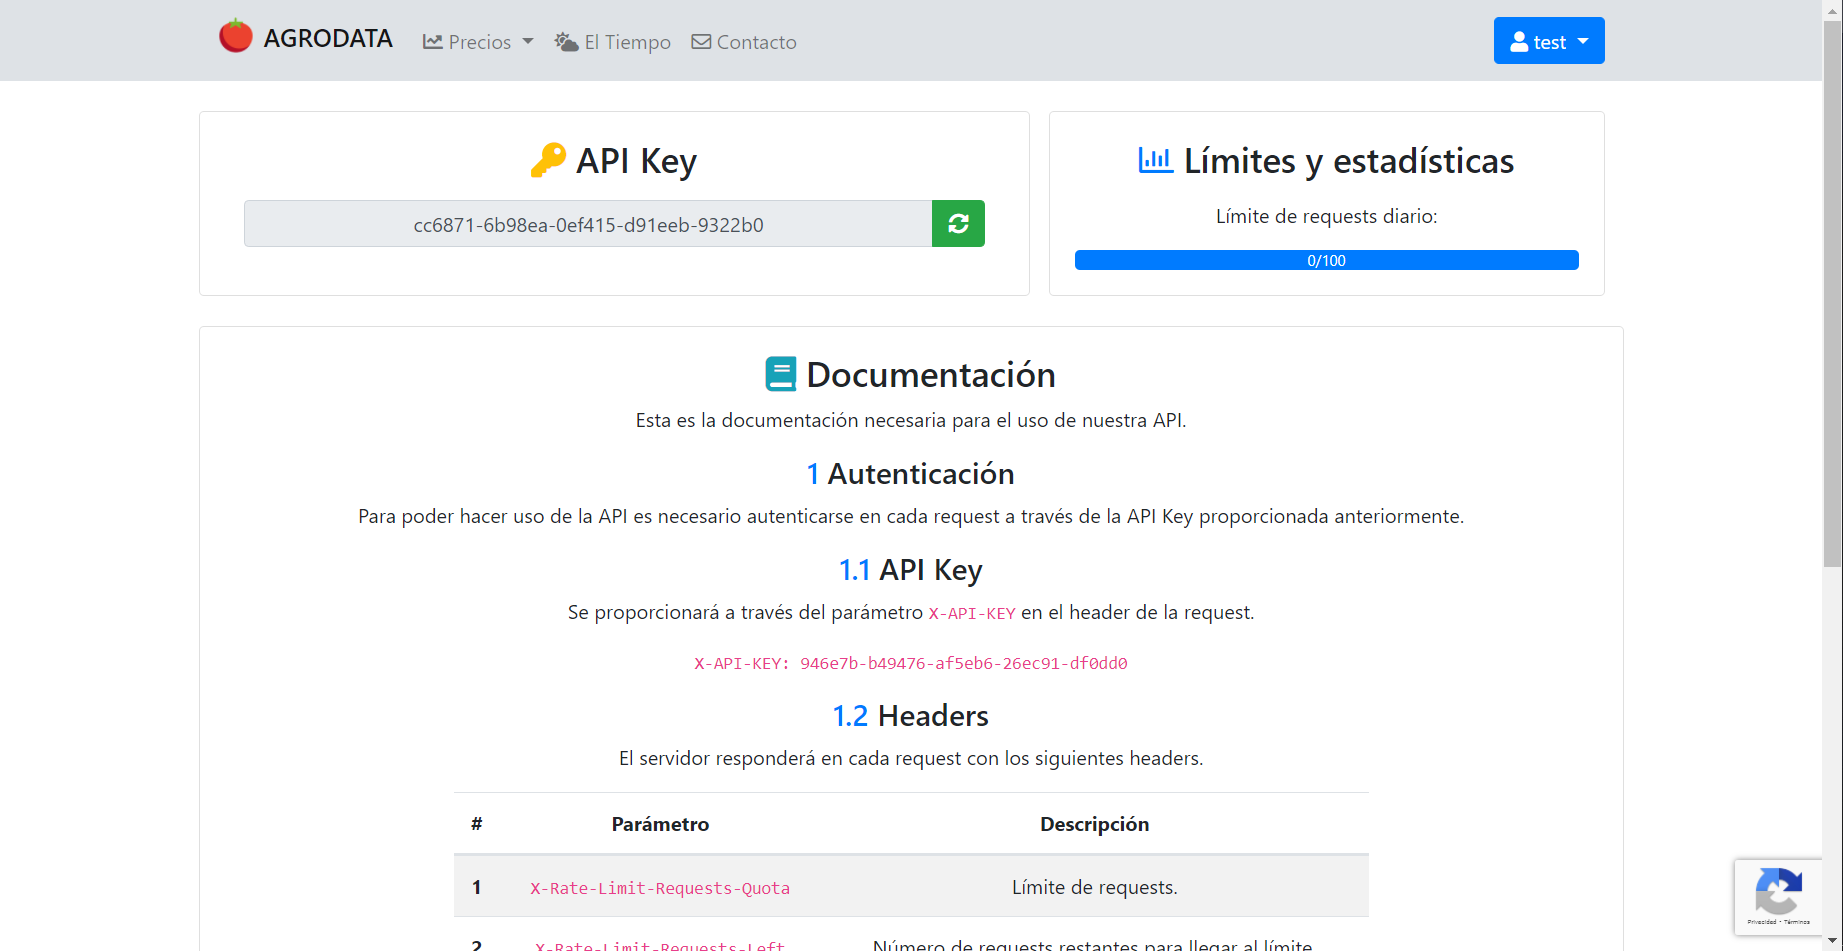 AGRODATA Precios El Tiempo Contacto test
API Key
cc6871-6b98ea-0ef415-d91eeb-9322b0
Límites y estadísticas
Límite de requests diario:
0/100
Documentación
Esta es la documentación necesaria para el uso de nuestra API.
1 Autenticación
Para poder hacer uso de la API es necesario autenticarse en cada request a través de la API Key proporcionada anteriormente.
1.1 API Key
Se proporcionará a través del parámetro X-API-KEY en el header de la request.
X-API-KEY: 946e7b-b49476-af5eb6-26ec91-df0dd0
1.2 Headers
El servidor responderá en cada request con los siguientes headers.
# Parámetro Descripción
1 X-Rate-Limit-Requests-Quota Límite de requests.
2 X-Rate-Limit-Requests-Left Número de requests restantes para llegar al límite
Privacidad - Términos